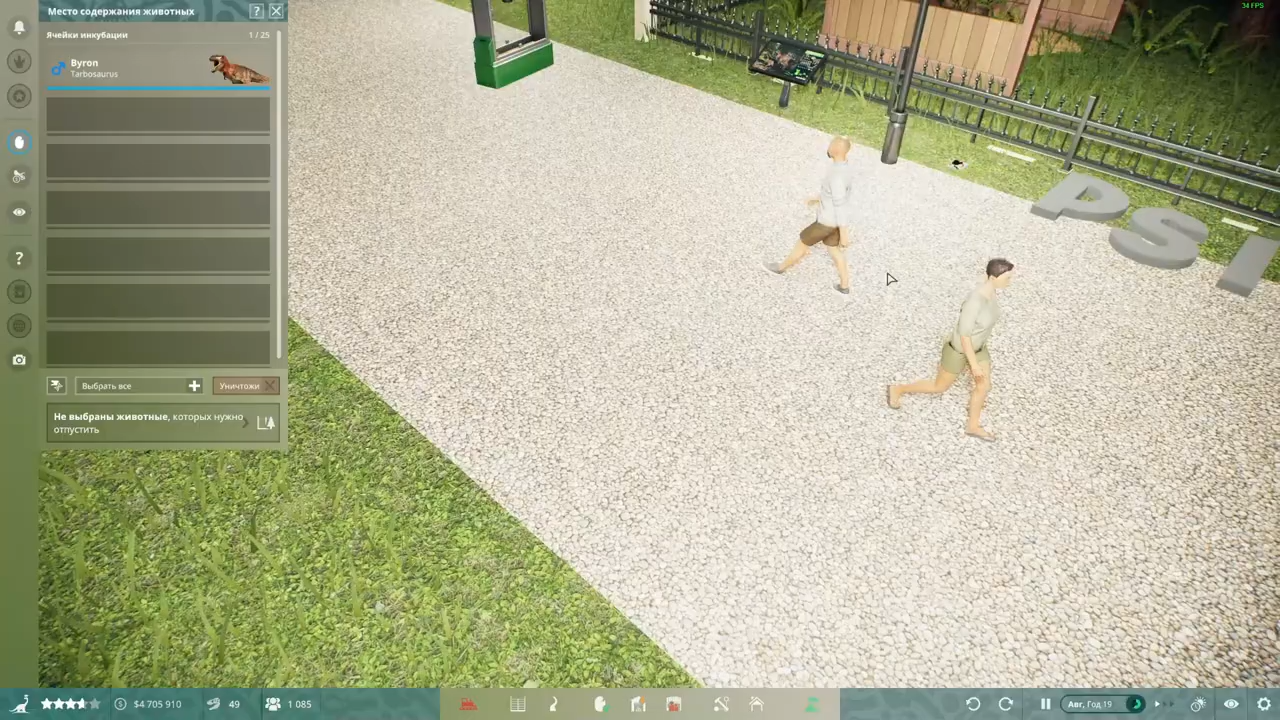 Место содержания животных
?
34 FPS
Ячейки инкубации 1 / 25
Byron
Tarbosaurus
PSI
?
Выбрать все
Уничтожи
Не выбраны животные, которых нужно
отпустить
$4 705 910
49
1 085
Авг, Год 19